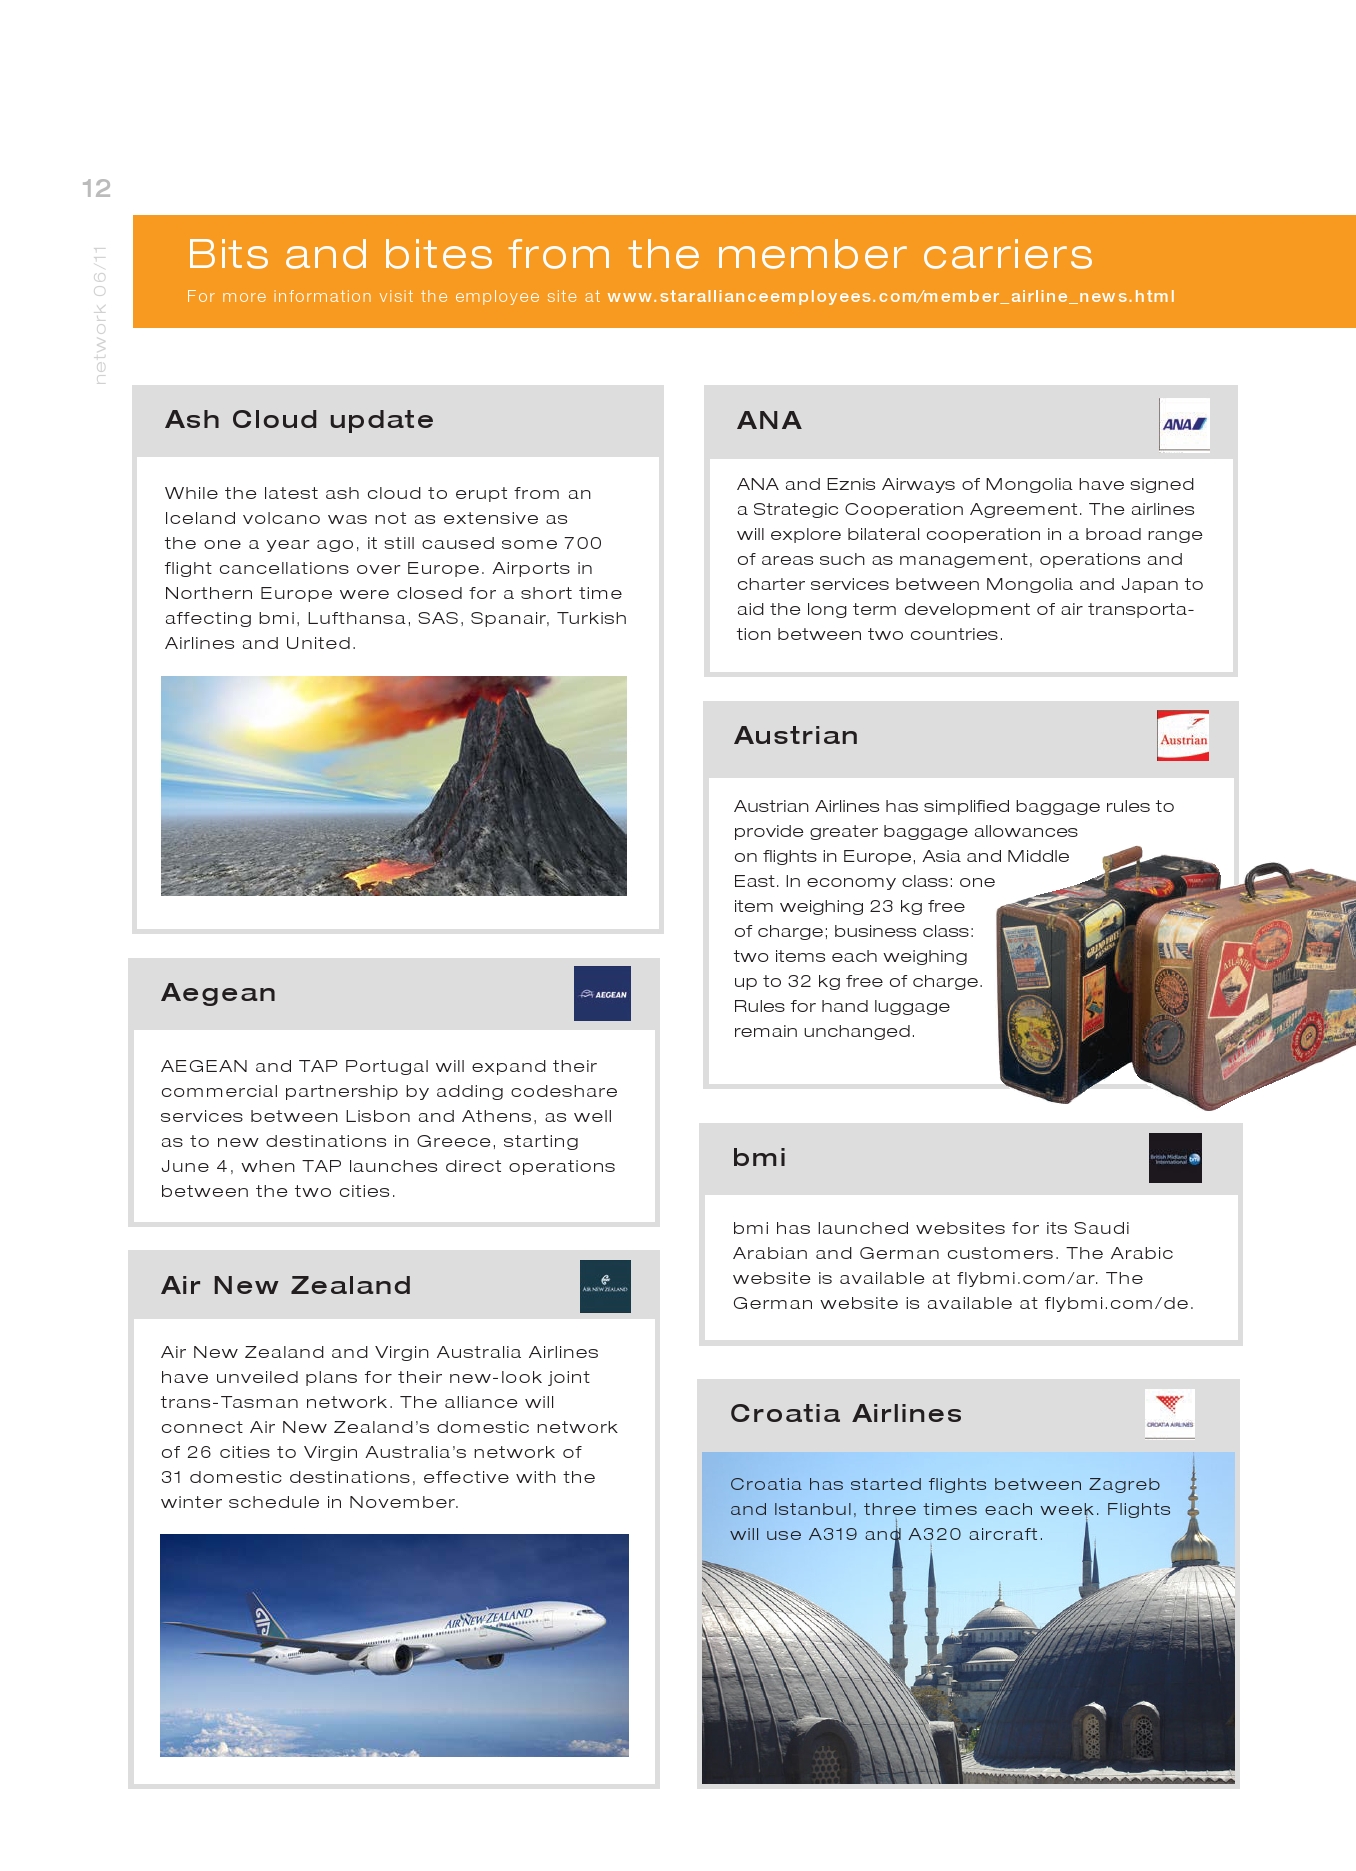 12
network 06/11
Bits and bites from the member carriers
For more information visit the employee site at www.starallianceemployees.com/member_airline_news.html
Ash Cloud update
While the latest ash cloud to erupt from an
Iceland volcano was not as extensive as
the one a year ago, it still caused some 700
flight cancellations over Europe. Airports in
Northern Europe were closed for a short time
affecting bmi, Lufthansa, SAS, Spanair, Turkish
Airlines and United.
Aegean
AEGEAN
AEGEAN and TAP Portugal will expand their
commercial partnership by adding codeshare
services between Lisbon and Athens, as well
as to new destinations in Greece, starting
June 4, when TAP launches direct operations
between the two cities.
Air New Zealand
AIR NEW ZEALAND
Air New Zealand and Virgin Australia Airlines
have unveiled plans for their new-look joint
trans-Tasman network. The alliance will
connect Air New Zealand's domestic network
of 26 cities to Virgin Australia's network of
31 domestic destinations, effective with the
winter schedule in November.
AIR NEW ZEALAND
ANA
ANA
ANA and Eznis Airways of Mongolia have signed
a Strategic Cooperation Agreement. The airlines
will explore bilateral cooperation in a broad range
of areas such as management, operations and
charter services between Mongolia and Japan to
aid the long term development of air transporta-
tion between two countries.
Austrian
Austrian
Austrian Airlines has simplified baggage rules to
provide greater baggage allowances
on flights in Europe, Asia and Middle
East. In economy class: one
item weighing 23 kg free
of charge; business class:
two items each weighing
up to 32 kg free of charge.
Rules for hand luggage
remain unchanged.
ATLANTIC
bmi
British Midland
International bmi
bmi has launched websites for its Saudi
Arabian and German customers. The Arabic
website is available at flybmi.com/ar. The
German website is available at flybmi.com/de.
Croatia Airlines
CROATIA AIRLINES
Croatia has started flights between Zagreb
and Istanbul, three times each week. Flights
will use A319 and A320 aircraft.